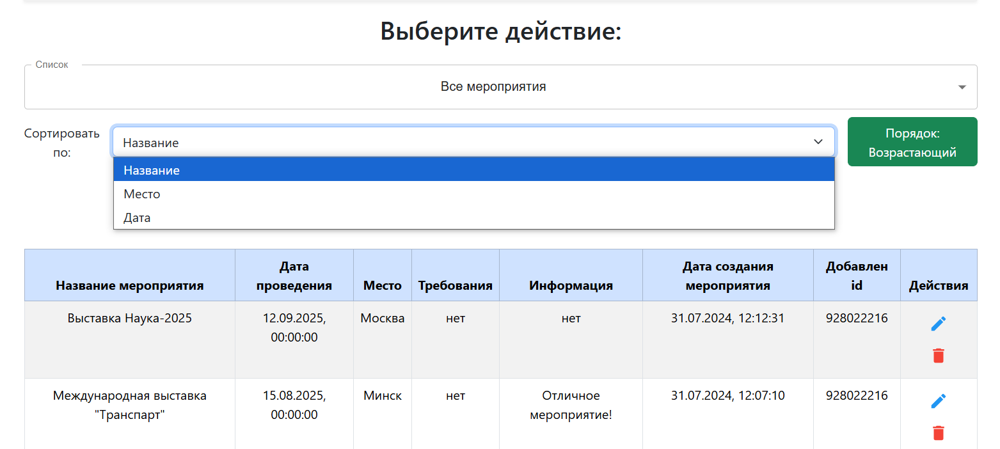 Выберите действие:
Список
Все мероприятия
Сортировать
по:
Название
Порядок:
Возрастающий
Название
Место
Дата
Название мероприятия
Дата
проведения
Место
Требования
Информация
Дата создания
мероприятия
Добавлен
id
Действия
Выставка Наука-2025
12.09.2025,
00:00:00
Москва
нет
нет
31.07.2024, 12:12:31
928022216
Международная выставка
"Транспарт"
15.08.2025,
00:00:00
Минск
нет
Отличное
мероприятие!
31.07.2024, 12:07:10
928022216